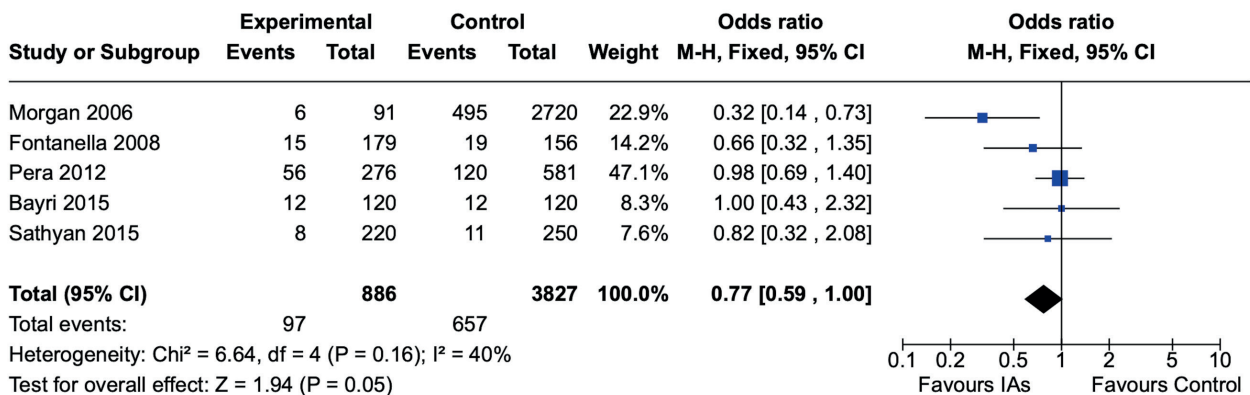 Experimental Control Odds ratio Odds ratio
Study or Subgroup Events Total Events Total Weight M-H, Fixed, 95% CI M-H, Fixed, 95% CI
Morgan 2006 6 91 495 2720 22.9% 0.32 [0.14 , 0.73]
Fontanella 2008 15 179 19 156 14.2% 0.66 [0.32 , 1.35]
Pera 2012 56 276 120 581 47.1% 0.98 [0.69 , 1.40]
Bayri 2015 12 120 12 120 8.3% 1.00 [0.43 , 2.32]
Sathyan 2015 8 220 11 250 7.6% 0.82 [0.32 , 2.08]
Total (95% CI) 886 3827 100.0% 0.77 [0.59 , 1.00]
Total events: 97 657
Heterogeneity: Chi² = 6.64, df = 4 (P = 0.16); I² = 40%
Test for overall effect: Z = 1.94 (P = 0.05)
0.1 0.2 0.5 1 2 5 10
Favours IAs Favours Control